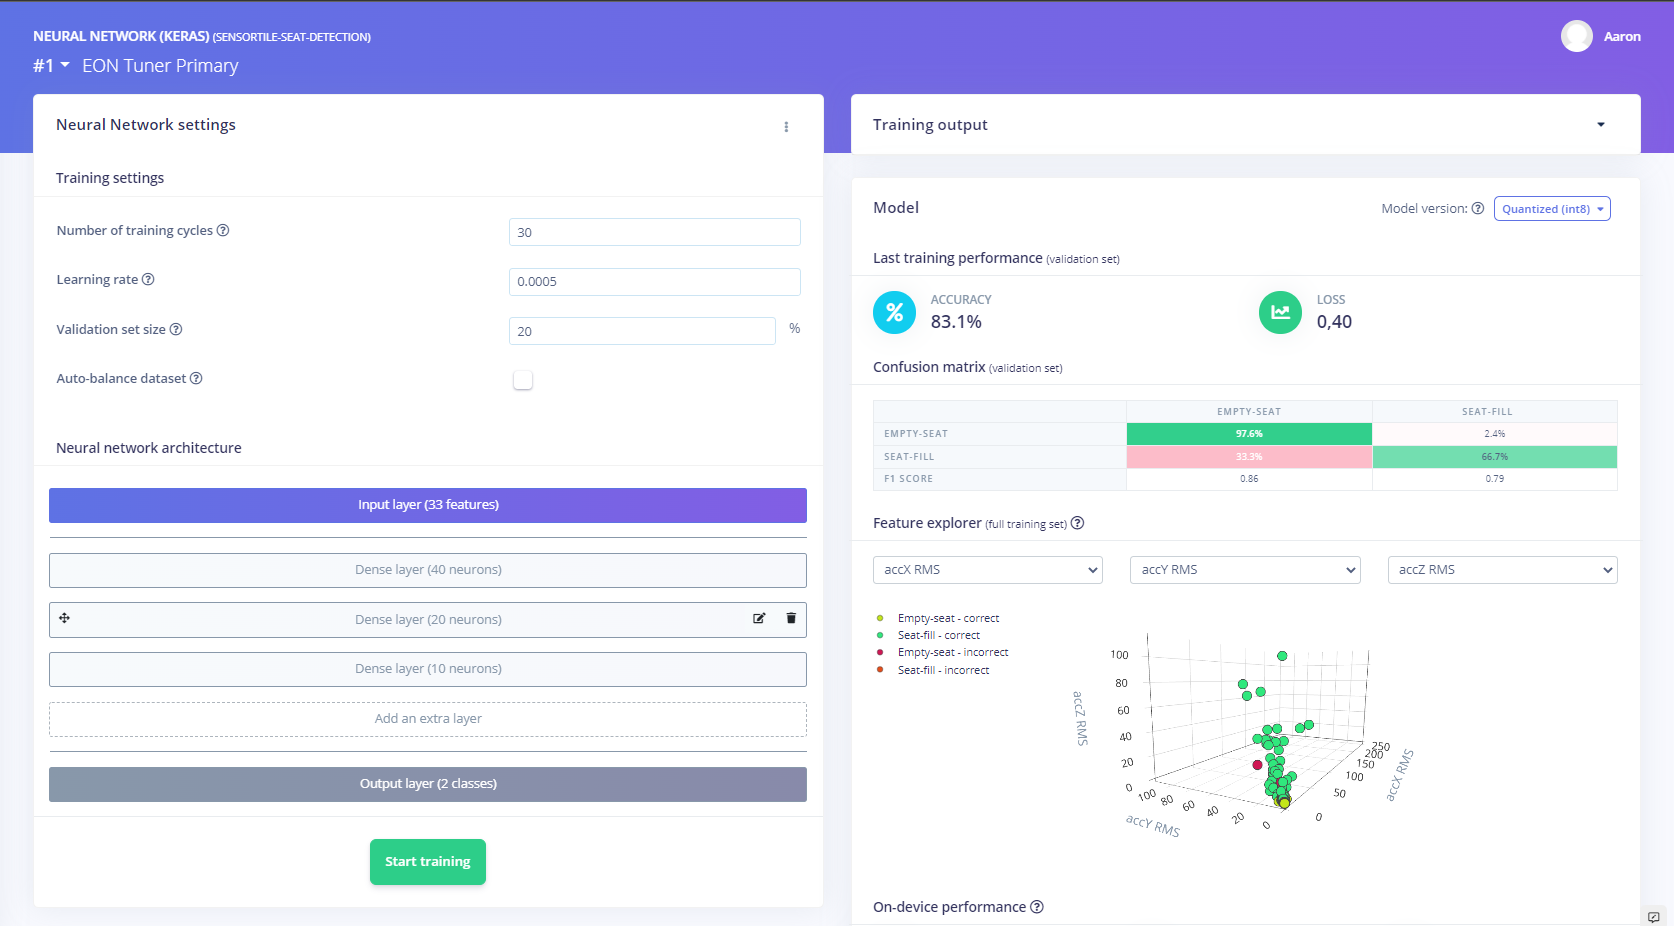 NEURAL NETWORK (KERAS) (SENSORTILE-SEAT-DETECTION)
#1 EON Tuner Primary
Aaron
Neural Network settings
Training settings
Number of training cycles ?
30
Learning rate ?
0.0005
Validation set size ?
20 %
Auto-balance dataset ?
Neural network architecture
Input layer (33 features)
Dense layer (40 neurons)
Dense layer (20 neurons)
Dense layer (10 neurons)
Add an extra layer
Output layer (2 classes)
Start training
Training output
Model
Model version: ? Quantized (int8)
Last training performance (validation set)
%
ACCURACY
83.1%
LOSS
0,40
Confusion matrix (validation set)
EMPTY-SEAT SEAT-FILL
EMPTY-SEAT 97.6% 2.4%
SEAT-FILL 33.3% 66.7%
F1 SCORE 0.86 0.79
Feature explorer (full training set) ?
accX RMS accY RMS accZ RMS
Empty-seat - correct
Seat-fill - correct
Empty-seat - incorrect
Seat-fill - incorrect
100
80
60
40
20
0
accZ RMS
100
80
60
40
20
0
accY RMS
250
200
150
100
50
0
accX RMS
On-device performance ?